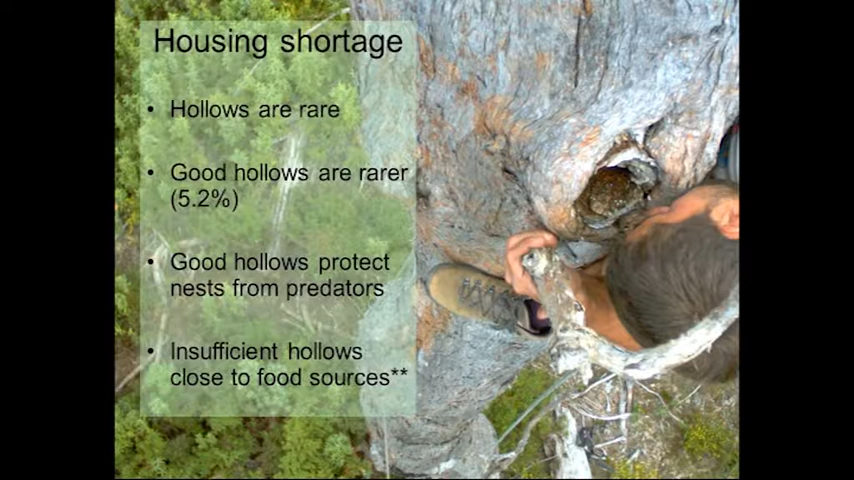 Housing shortage
• Hollows are rare
• Good hollows are rarer
(5.2%)
• Good hollows protect
nests from predators
• Insufficient hollows
close to food sources**